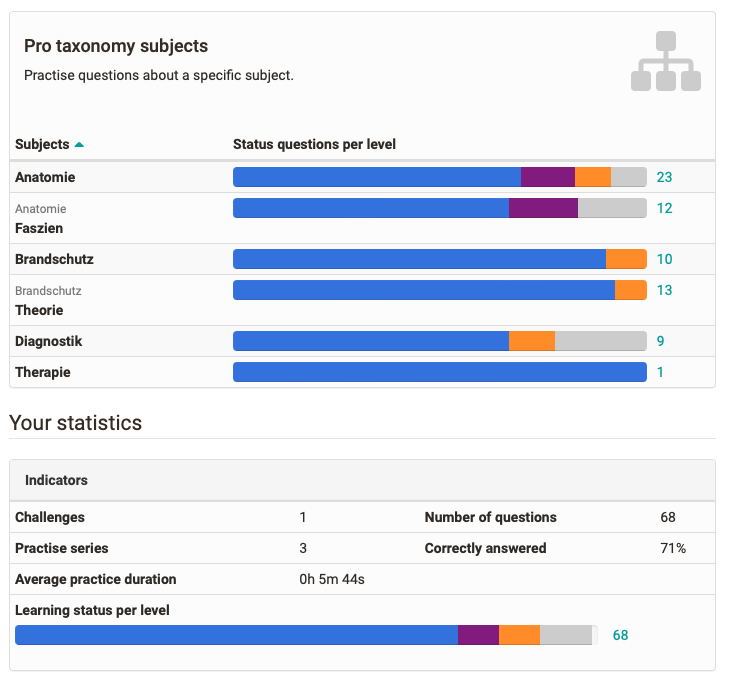 Pro taxonomy subjects
Practise questions about a specific subject.
Subjects Status questions per level
Anatomie 23
Anatomie 12
Faszien
Brandschutz 10
Brandschutz 13
Theorie
Diagnostik 9
Therapie 1
Your statistics
Indicators
Challenges 1 Number of questions 68
Practise series 3 Correctly answered 71%
Average practice duration 0h 5m 44s
Learning status per level
68